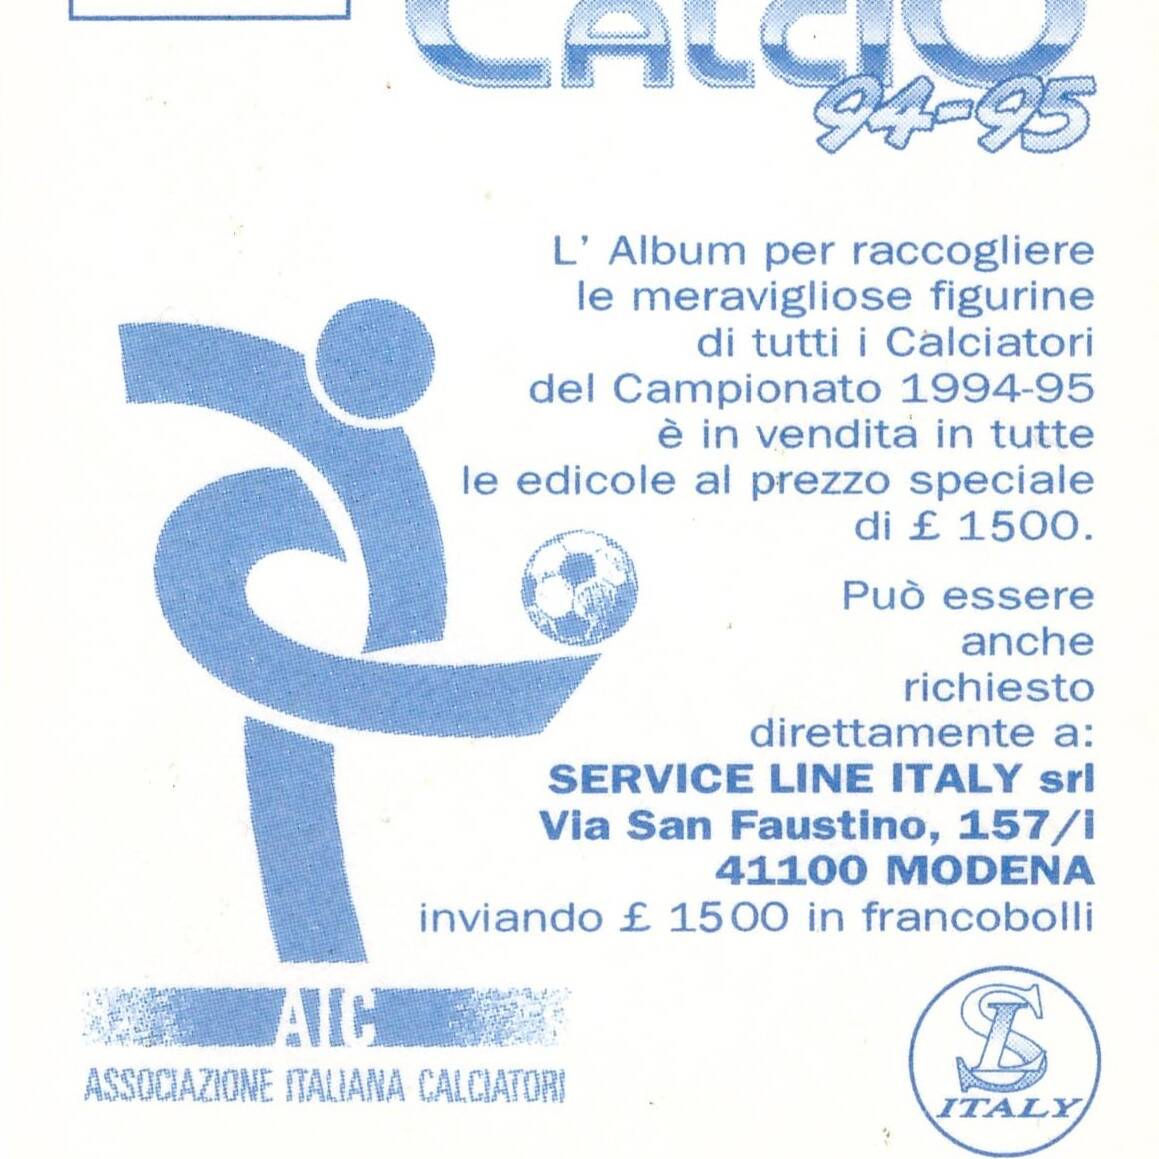 CALCIO
94-95
L' Album per raccogliere
le meravigliose figurine
di tutti i Calciatori
del Campionato 1994-95
è in vendita in tutte
le edicole al prezzo speciale
di £ 1500.
Può essere
anche
richiesto
direttamente a:
SERVICE LINE ITALY srl
Via San Faustino, 157/i
41100 MODENA
inviando £ 1500 in francobolli
AIC
ASSOCIAZIONE ITALIANA CALCIATORI
SL
ITALY